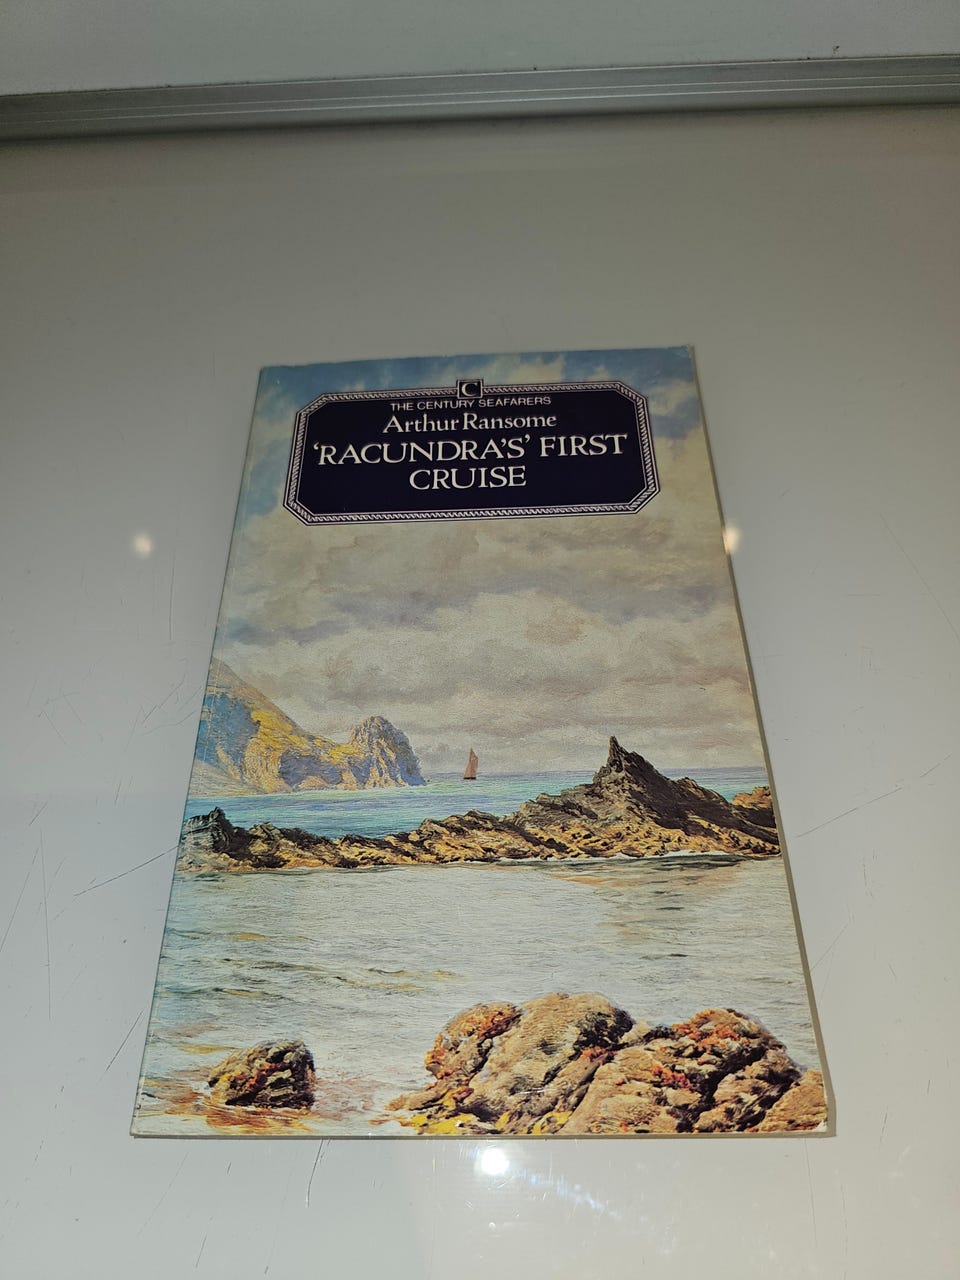 C
THE CENTURY SEAFARERS
Arthur Ransome
‘RACUNDRA’S’ FIRST
CRUISE